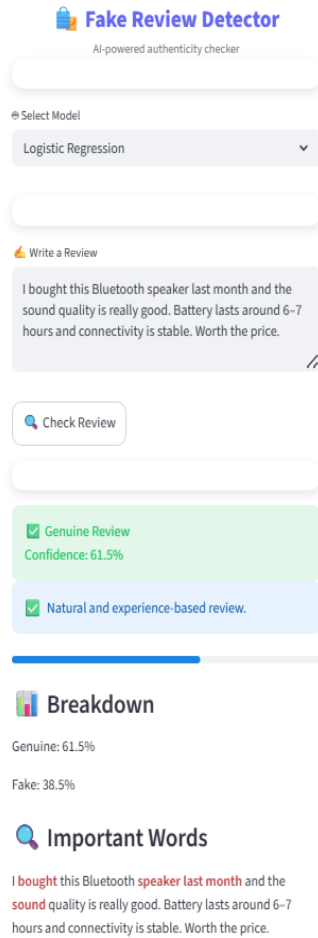 Fake Review Detector
AI-powered authenticity checker
Select Model
Logistic Regression
Write a Review
I bought this Bluetooth speaker last month and the
sound quality is really good. Battery lasts around 6–7
hours and connectivity is stable. Worth the price.
Check Review
Genuine Review
Confidence: 61.5%
Natural and experience-based review.
Breakdown
Genuine: 61.5%
Fake: 38.5%
Important Words
I bought this Bluetooth speaker last month and the
sound quality is really good. Battery lasts around 6–7
hours and connectivity is stable. Worth the price.